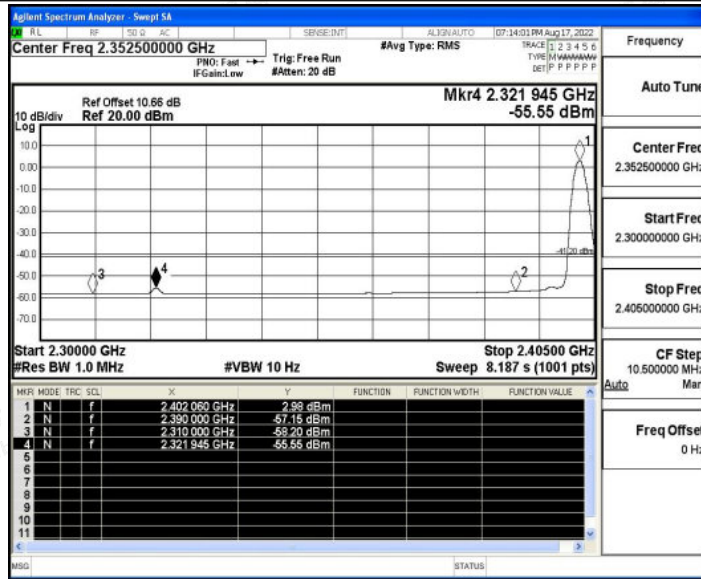 Agilent Spectrum Analyzer - Swept SA
RL RF 50 Ω AC SENSE:INT ALIGNAUTO 07:14:01 PM Aug 17, 2022
Center Freq 2.352500000 GHz
PNO: Fast Trig: Free Run #Avg Type: RMS TRACE 1 2 3 4 5 6
IFGain:Low #Atten: 20 dB TYPE M
DET P P P P P P
Frequency
Ref Offset 10.66 dB Mkr4 2.321 945 GHz
10 dB/div Ref 20.00 dBm -55.55 dBm
Log
10.0
0.00
-10.0
-20.0
-30.0
-40.0
-50.0
-60.0
-70.0
1
-41.20 dBm
3
4
2
Start 2.30000 GHz Stop 2.40500 GHz
#Res BW 1.0 MHz #VBW 10 Hz Sweep 8.187 s (1001 pts)
MKR MODE TRC SCL X Y FUNCTION FUNCTION WIDTH FUNCTION VALUE
1 N f 2.402 060 GHz 2.98 dBm
2 N f 2.390 000 GHz -57.15 dBm
3 N f 2.310 000 GHz -58.20 dBm
4 N f 2.321 945 GHz -55.55 dBm
5
6
7
8
9
10
11
MSG STATUS
Auto Tune
Center Freq
2.352500000 GHz
Start Freq
2.300000000 GHz
Stop Freq
2.405000000 GHz
CF Step
10.500000 MHz
Auto Man
Freq Offset
0 Hz